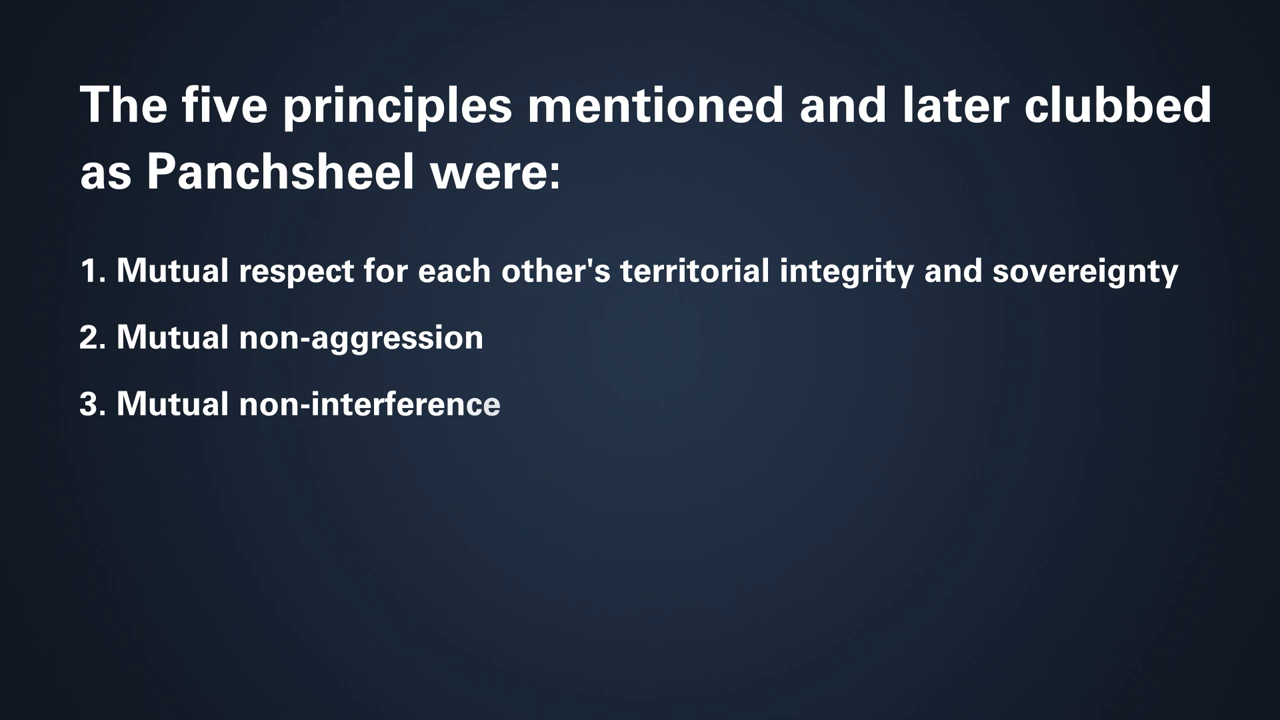 The five principles mentioned and later clubbed
as Panchsheel were:
1. Mutual respect for each other's territorial integrity and sovereignty
2. Mutual non-aggression
3. Mutual non-interference